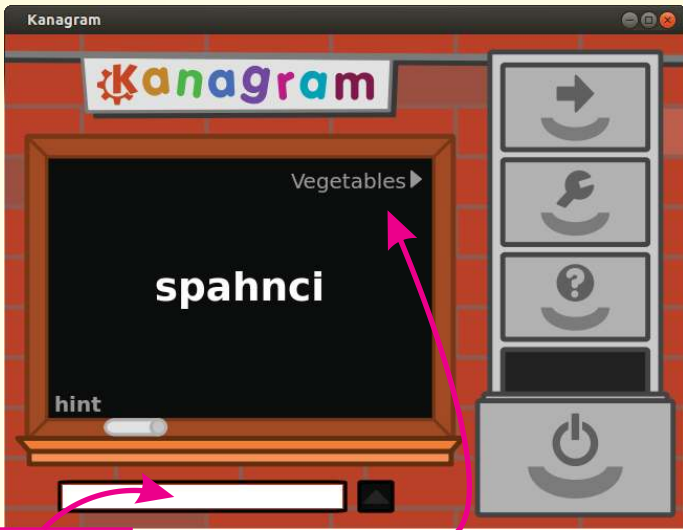 Kanagram
Kanagram
Vegetables
spahnci
hint